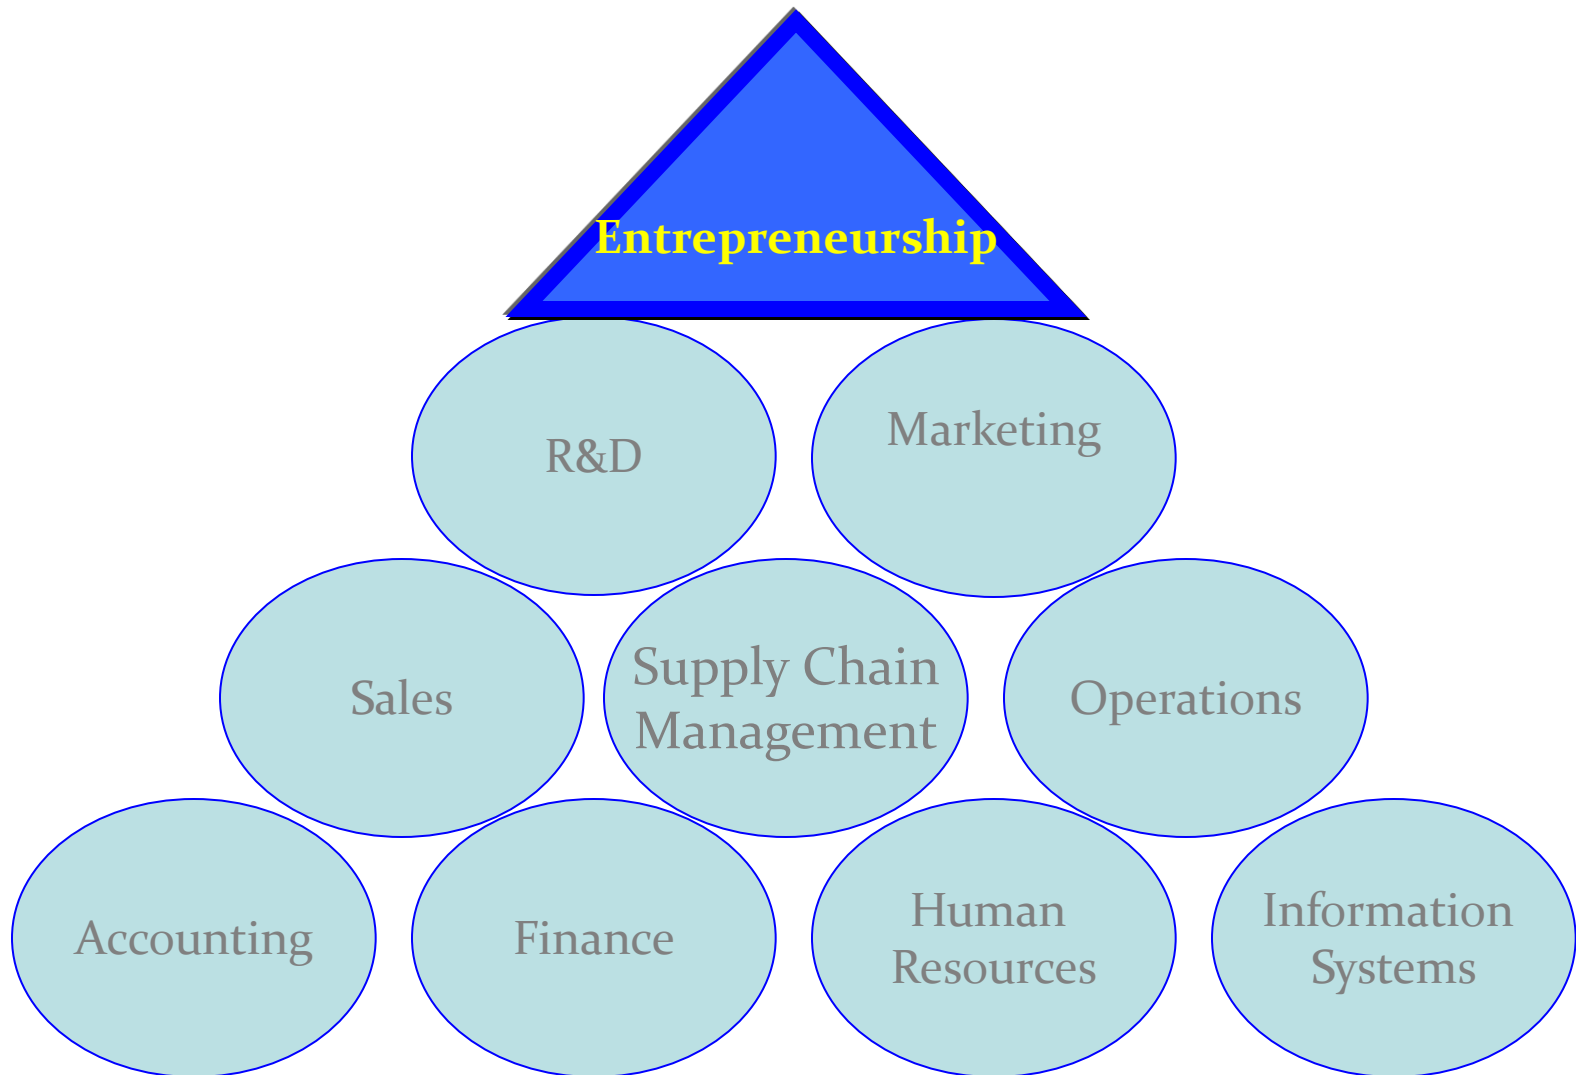 Entrepreneurship
R&D
Marketing
Sales
Supply Chain
Management
Operations
Accounting
Finance
Human
Resources
Information
Systems